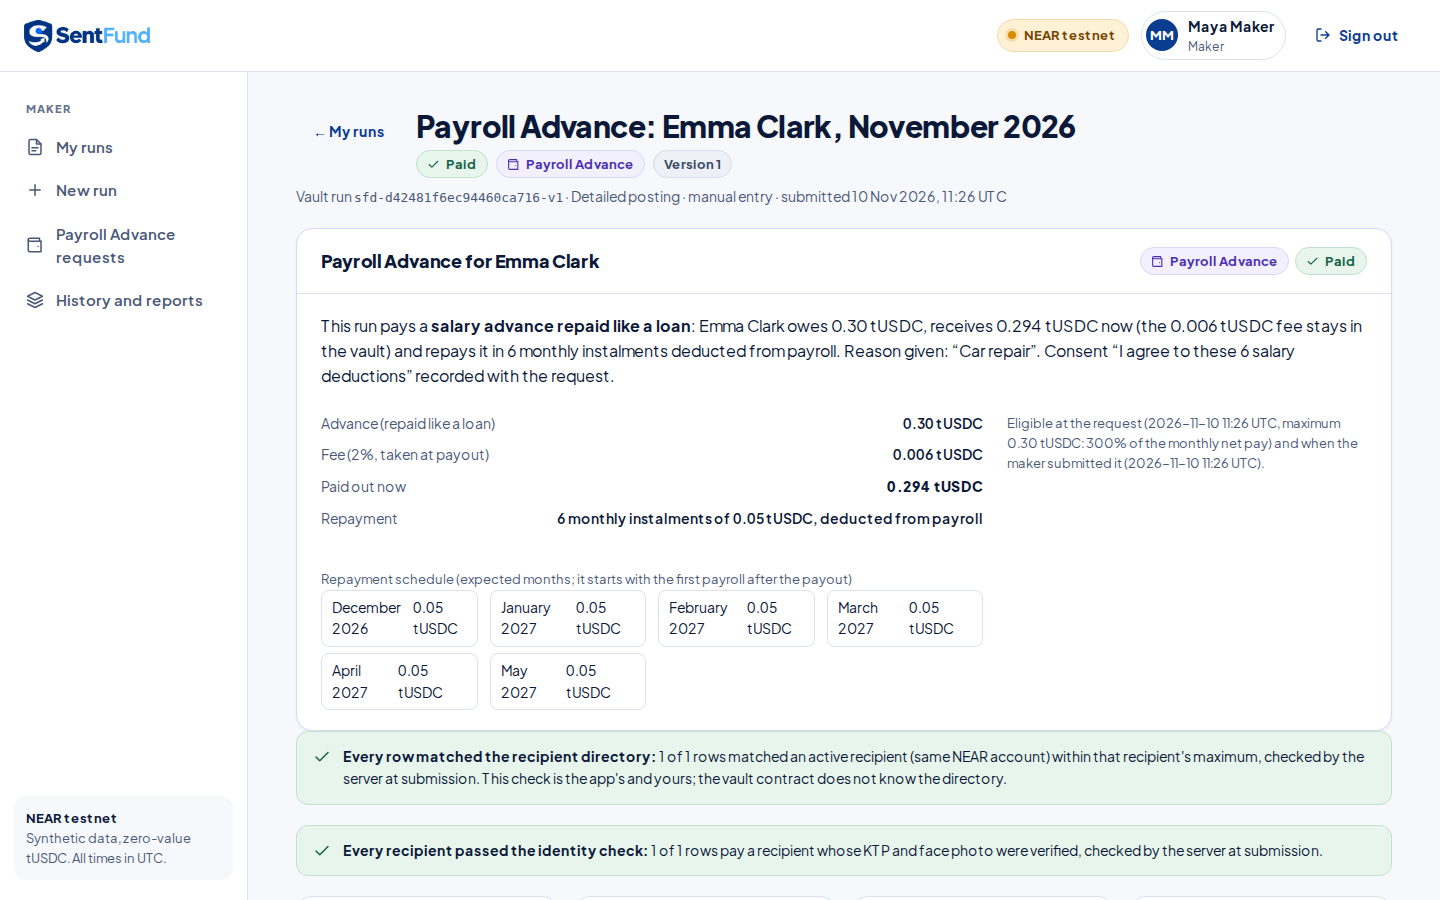 SentFund
NEAR testnet
MM
Maya Maker
Maker
Sign out
MAKER
My runs
New run
Payroll Advance
requests
History and reports
NEAR testnet
Synthetic data, zero-value
tUSDC. All times in UTC.
← My runs
Payroll Advance: Emma Clark, November 2026
Paid
Payroll Advance
Version 1
Vault run sfd-d42481f6ec94460ca716-v1 · Detailed posting · manual entry · submitted 10 Nov 2026, 11:26 UTC
Payroll Advance for Emma Clark
Payroll Advance
Paid
This run pays a salary advance repaid like a loan: Emma Clark owes 0.30 tUSDC, receives 0.294 tUSDC now (the 0.006 tUSDC fee stays in
the vault) and repays it in 6 monthly instalments deducted from payroll. Reason given: “Car repair”. Consent “I agree to these 6 salary
deductions” recorded with the request.
Advance (repaid like a loan) 0.30 tUSDC
Fee (2%, taken at payout) 0.006 tUSDC
Paid out now 0.294 tUSDC
Repayment 6 monthly instalments of 0.05 tUSDC, deducted from payroll
Eligible at the request (2026-11-10 11:26 UTC, maximum
0.30 tUSDC: 300% of the monthly net pay) and when the
maker submitted it (2026-11-10 11:26 UTC).
Repayment schedule (expected months; it starts with the first payroll after the payout)
December 2026 0.05 tUSDC
January 2027 0.05 tUSDC
February 2027 0.05 tUSDC
March 2027 0.05 tUSDC
April 2027 0.05 tUSDC
May 2027 0.05 tUSDC
Every row matched the recipient directory: 1 of 1 rows matched an active recipient (same NEAR account) within that recipient's maximum, checked by the
server at submission. This check is the app's and yours; the vault contract does not know the directory.
Every recipient passed the identity check: 1 of 1 rows pay a recipient whose KTP and face photo were verified, checked by the server at submission.